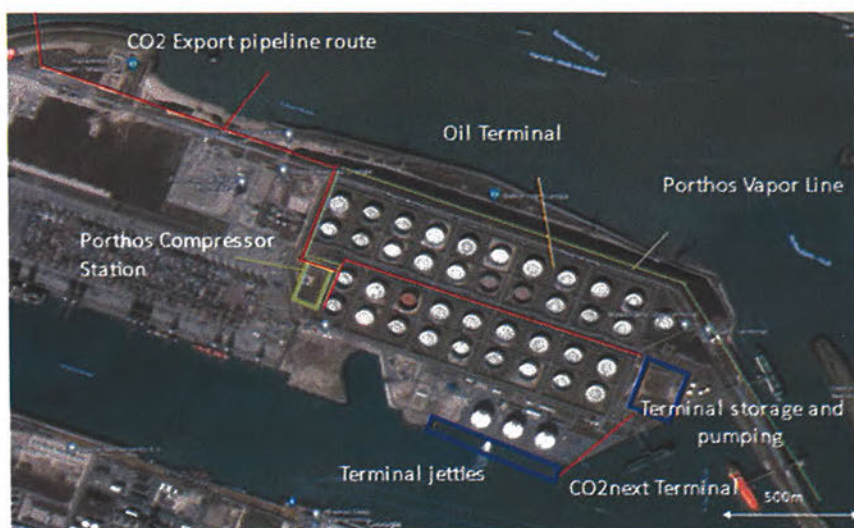 CO2 Export pipeline route
Oil Terminal
Porthos Vapor Line
Porthos Compressor
Station
Terminal storage and
pumping
Terminal jetties
CO2next Terminal
500m